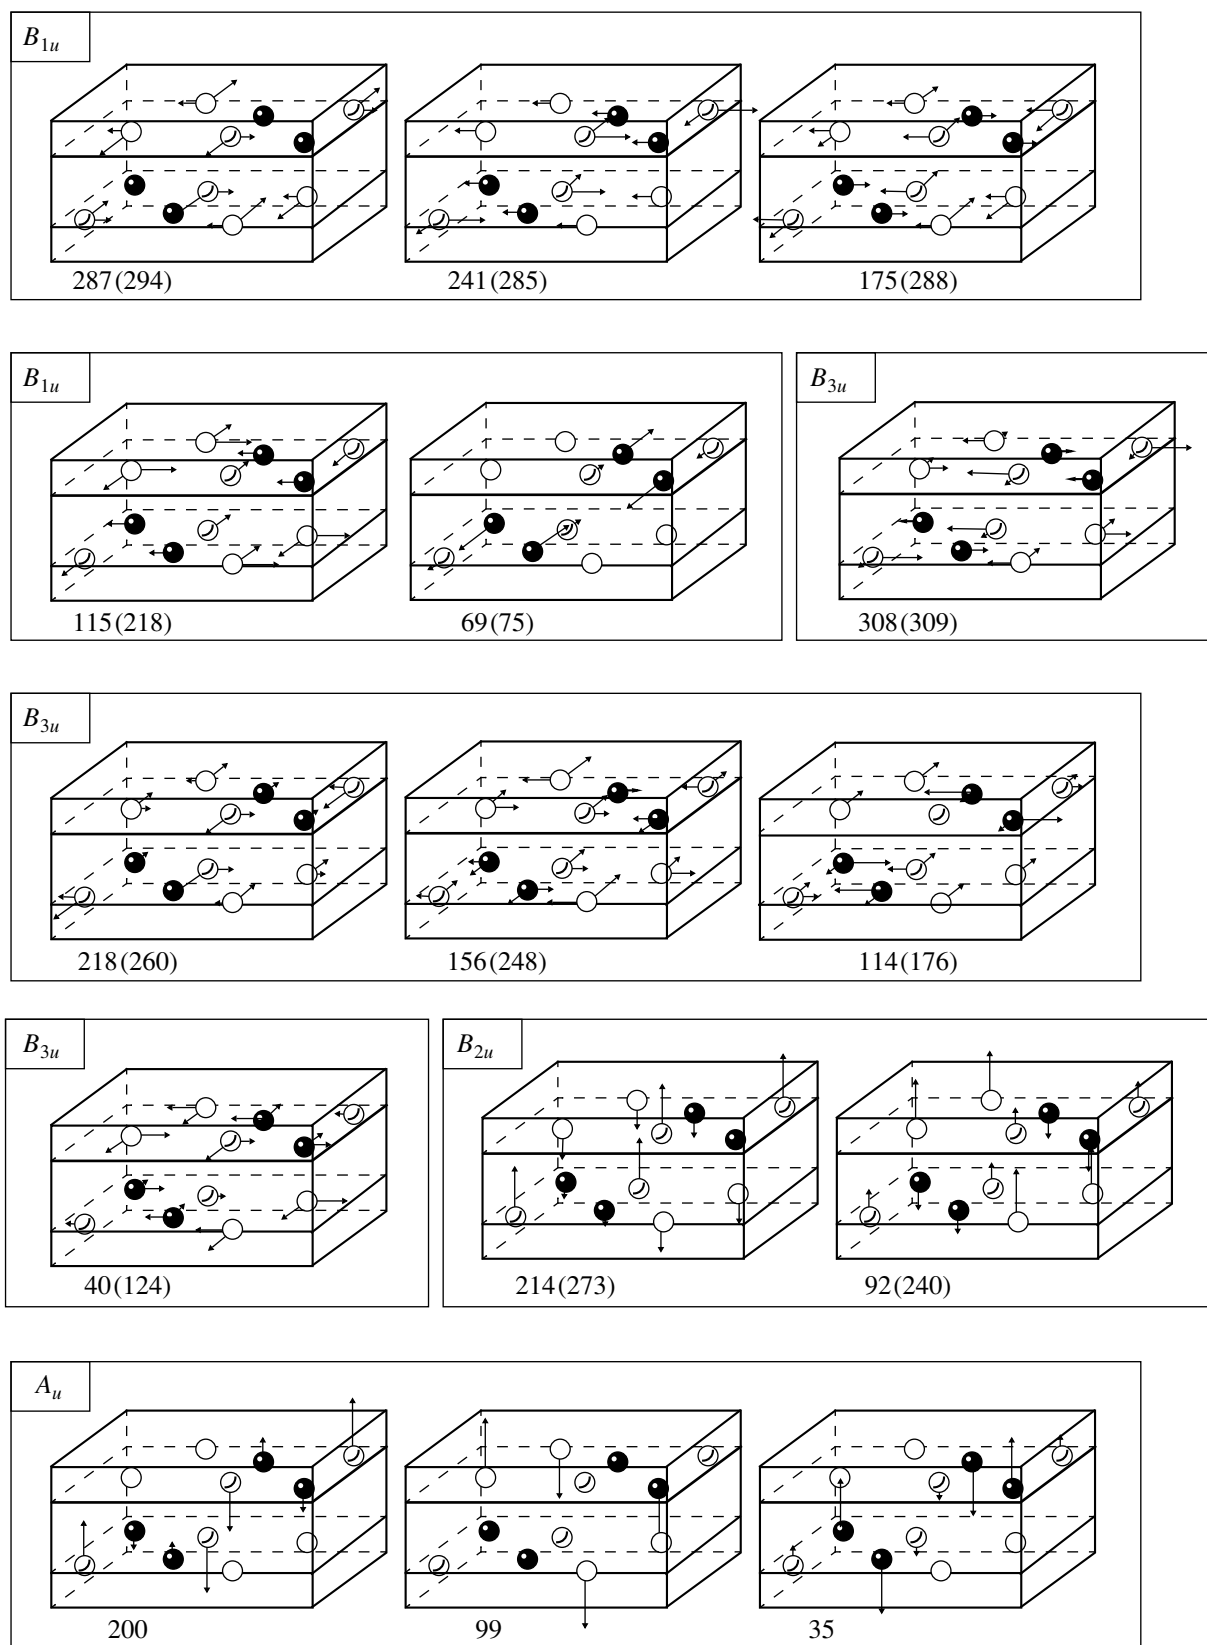 B1u
287(294) 241(285) 175(288)
B1u
115(218) 69(75)
B3u
308(309)
B3u
218(260) 156(248) 114(176)
B3u
40(124)
B2u
214(273) 92(240)
Au
200 99 35